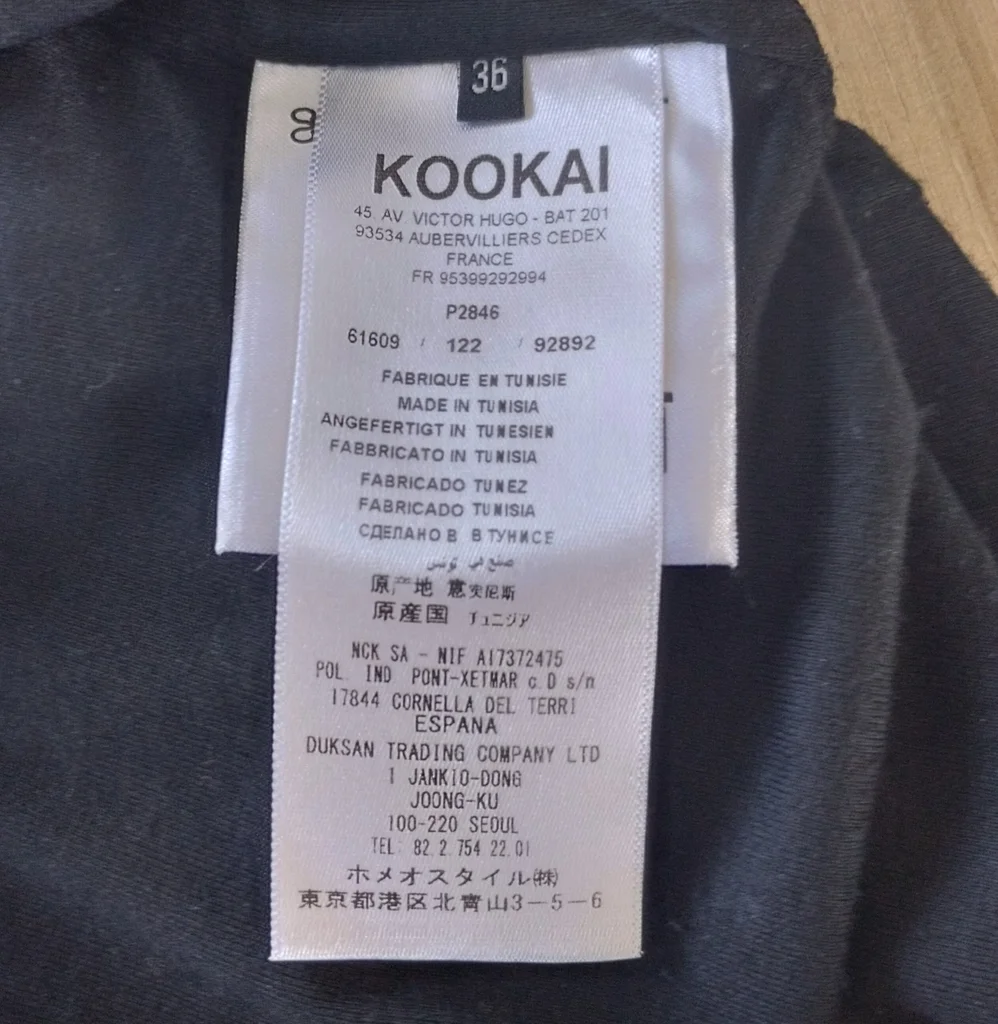 36
KOOKAI
45. AV VICTOR HUGO - BAT 201
93534 AUBERVILLIERS CEDEX
FRANCE
FR 95399292994
P2846
61609 / 122 / 92892
FABRIQUE EN TUNISIE
MADE IN TUNISIA
ANGEFERTIGT IN TUNESIEN
FABBRICATO IN TUNISIA
FABRICADO TUNEZ
FABRICADO TUNISIA
СДЕЛАНО В В ТУНИСЕ
صنع في تونس
原产地 惠突尼斯
原産国 チュニジア
NCK SA - NIF A17372475
POL. IND PONT-XETMAR c.D s/n
17844 CORNELLA DEL TERRI
ESPANA
DUKSAN TRADING COMPANY LTD
1 JANKIO-DONG
JOONG-KU
100-220 SEOUL
TEL: 82.2.754 22.01
ホメオスタイル㈱
東京都港区北青山3-5-6